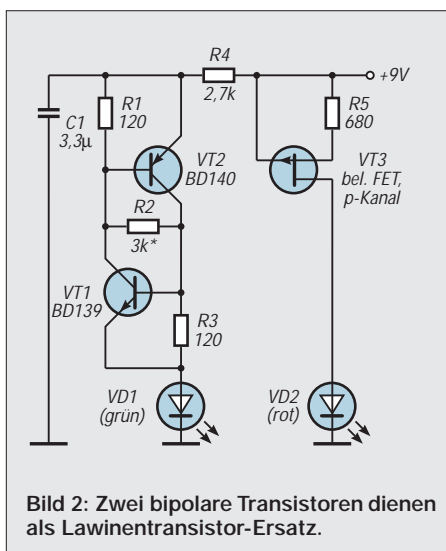 R4
2,7k
+9V
C1
3,3µ
R1
120
VT2
BD140
R5
680
VT3
bel. FET,
p-Kanal
R2
3k*
VT1
BD139
R3
120
VD1
(grün)
VD2
(rot)
Bild 2: Zwei bipolare Transistoren dienen
als Lawinentransistor-Ersatz.